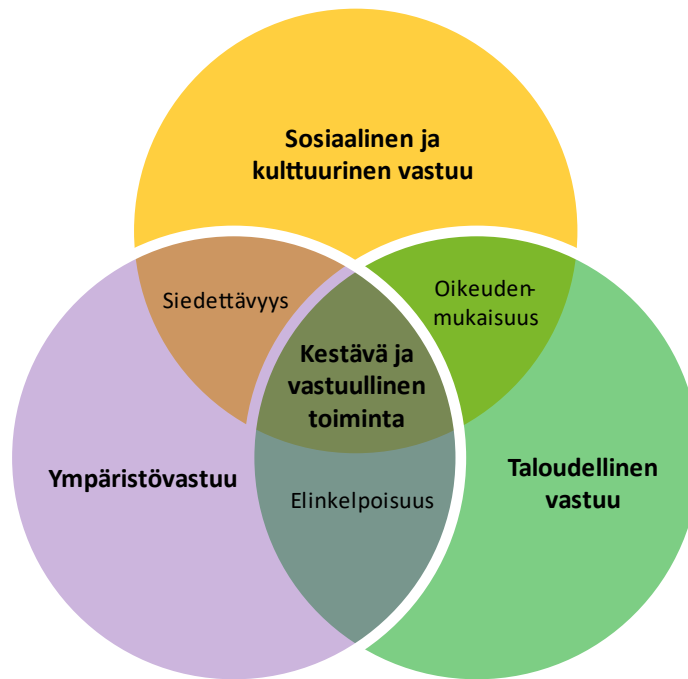 Sosiaalinen ja
kulttuurinen vastuu
Siedettävyys
Oikeuden-
mukaisuus
Kestävä ja
vastuullinen
toiminta
Ympäristövastuu
Taloudellinen
vastuu
Elinkelpoisuus